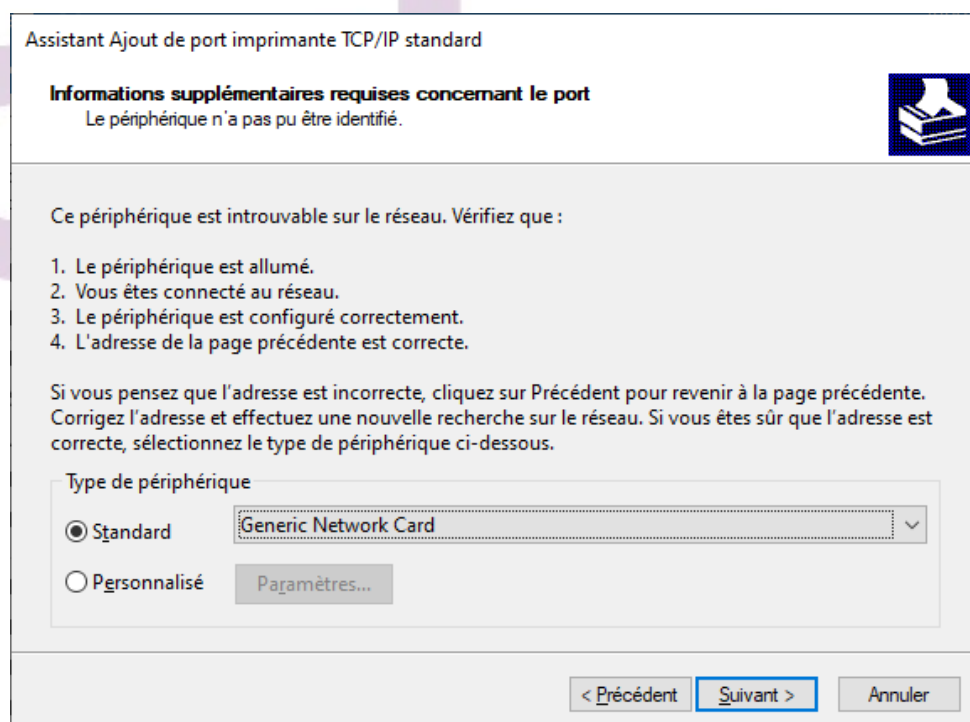 Assistant Ajout de port imprimante TCP/IP standard
Informations supplémentaires requises concernant le port
Le périphérique n'a pas pu être identifié.
Ce périphérique est introuvable sur le réseau. Vérifiez que :
1. Le périphérique est allumé.
2. Vous êtes connecté au réseau.
3. Le périphérique est configuré correctement.
4. L'adresse de la page précédente est correcte.
Si vous pensez que l'adresse est incorrecte, cliquez sur Précédent pour revenir à la page précédente.
Corrigez l'adresse et effectuez une nouvelle recherche sur le réseau. Si vous êtes sûr que l'adresse est
correcte, sélectionnez le type de périphérique ci-dessous.
Type de périphérique
Standard Generic Network Card
Personnalisé Paramètres...
< Précédent Suivant > Annuler